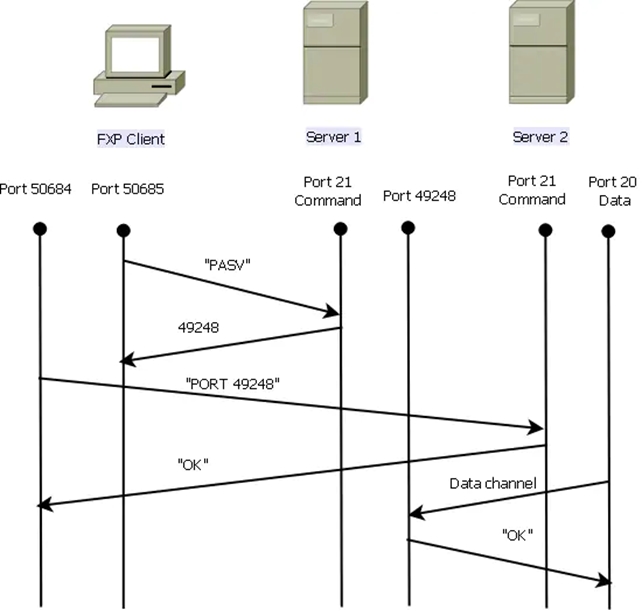 FXP Client
Server 1
Server 2
Port 50684
Port 50685
Port 21
Command
Port 49248
Port 21
Command
Port 20
Data
"PASV"
49248
"PORT 49248"
"OK"
Data channel
"OK"